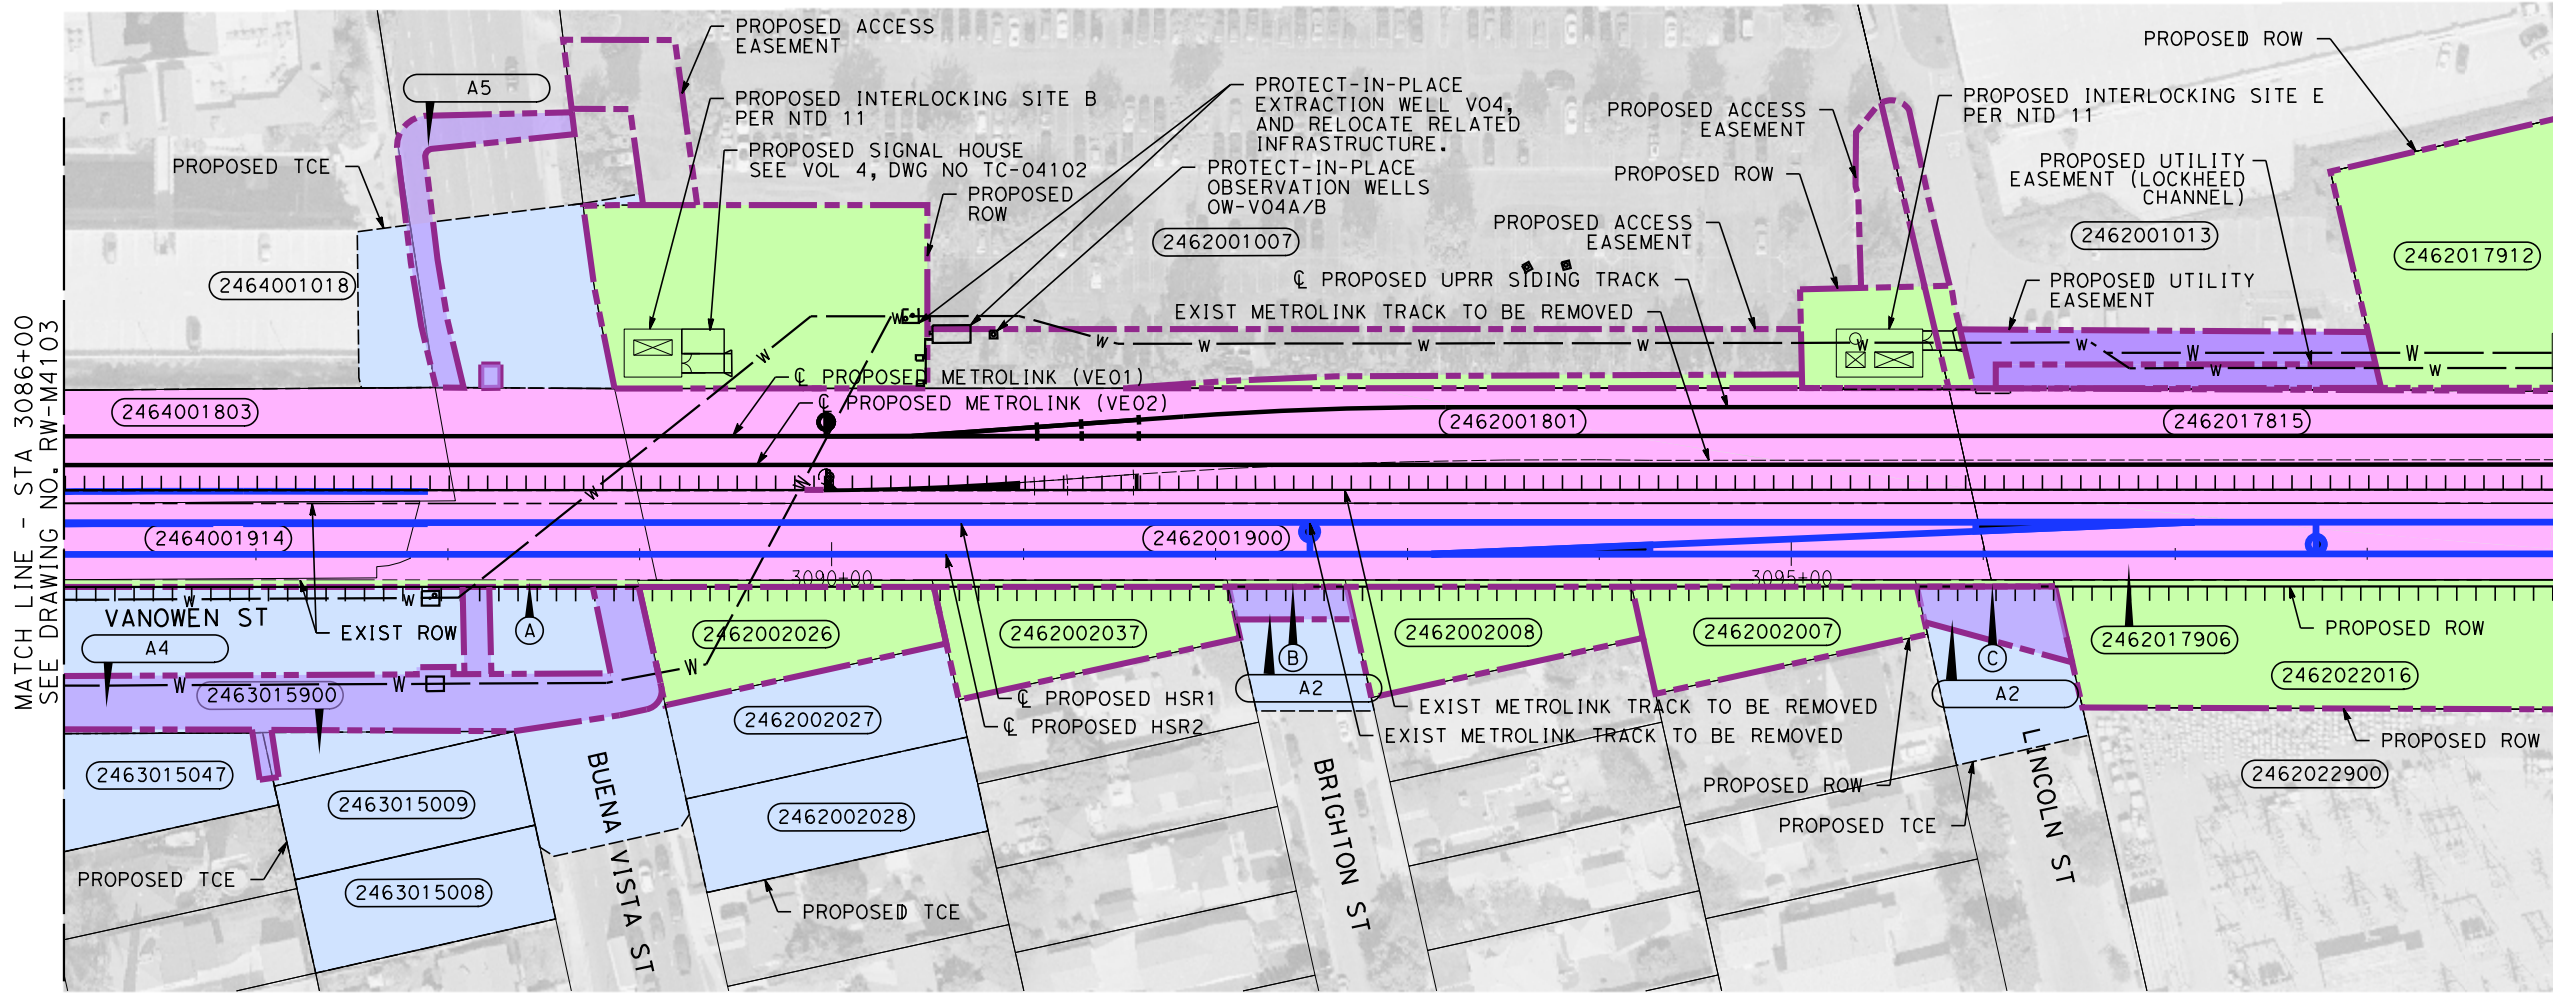 PROPOSED ACCESS
EASEMENT
A5
PROPOSED INTERLOCKING SITE B
PER NTD 11
PROPOSED SIGNAL HOUSE
SEE VOL 4, DWG NO TC-04102
PROPOSED TCE
PROPOSED
ROW
PROTECT-IN-PLACE
EXTRACTION WELL V04,
AND RELOCATE RELATED
INFRASTRUCTURE.
PROTECT-IN-PLACE
OBSERVATION WELLS
OW-V04A/B
2462001007
PROPOSED ROW
PROPOSED ACCESS
EASEMENT
PROPOSED INTERLOCKING SITE E
PER NTD 11
PROPOSED ROW
PROPOSED UTILITY
EASEMENT (LOCKHEED
CHANNEL)
PROPOSED ACCESS
EASEMENT
2462001013
2462017912
PROPOSED UTILITY
EASEMENT
℄ PROPOSED UPRR SIDING TRACK
EXIST METROLINK TRACK TO BE REMOVED
2464001018
MATCH LINE - STA 3086+00
SEE DRAWING NO. RW-M4103
W
W
W
W
W
W
W
W
W
W
W
W
℄ PROPOSED METROLINK (VE01)
℄ PROPOSED METROLINK (VE02)
2464001803
2462001801
2462017815
W
W
2464001914
2462001900
3090+00
3095+00
W
W
VANOWEN ST
EXIST ROW
A
A4
2462002026
2462002037
B
A2
2462002008
2462002007
C
A2
2462017906
PROPOSED ROW
2462022016
W
W
W
2463015900
℄ PROPOSED HSR1
℄ PROPOSED HSR2
EXIST METROLINK TRACK TO BE REMOVED
EXIST METROLINK TRACK TO BE REMOVED
2462002027
PROPOSED ROW
2462022900
2463015047
2463015009
2462002028
PROPOSED ROW
PROPOSED TCE
BUENA VISTA ST
BRIGHTON ST
LINCOLN ST
PROPOSED TCE
2463015008
PROPOSED TCE